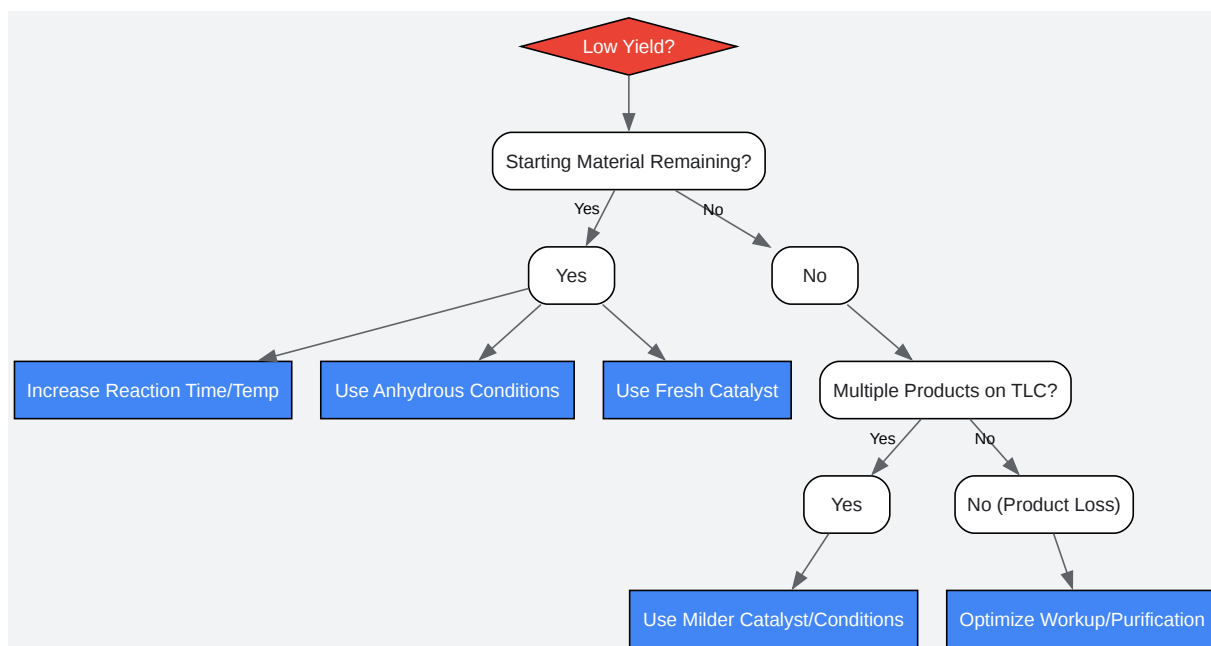 Low Yield?
Starting Material Remaining?
Yes
No
Yes
No
Increase Reaction Time/Temp
Use Anhydrous Conditions
Use Fresh Catalyst
Multiple Products on TLC?
Yes
No
Yes
No (Product Loss)
Use Milder Catalyst/Conditions
Optimize Workup/Purification